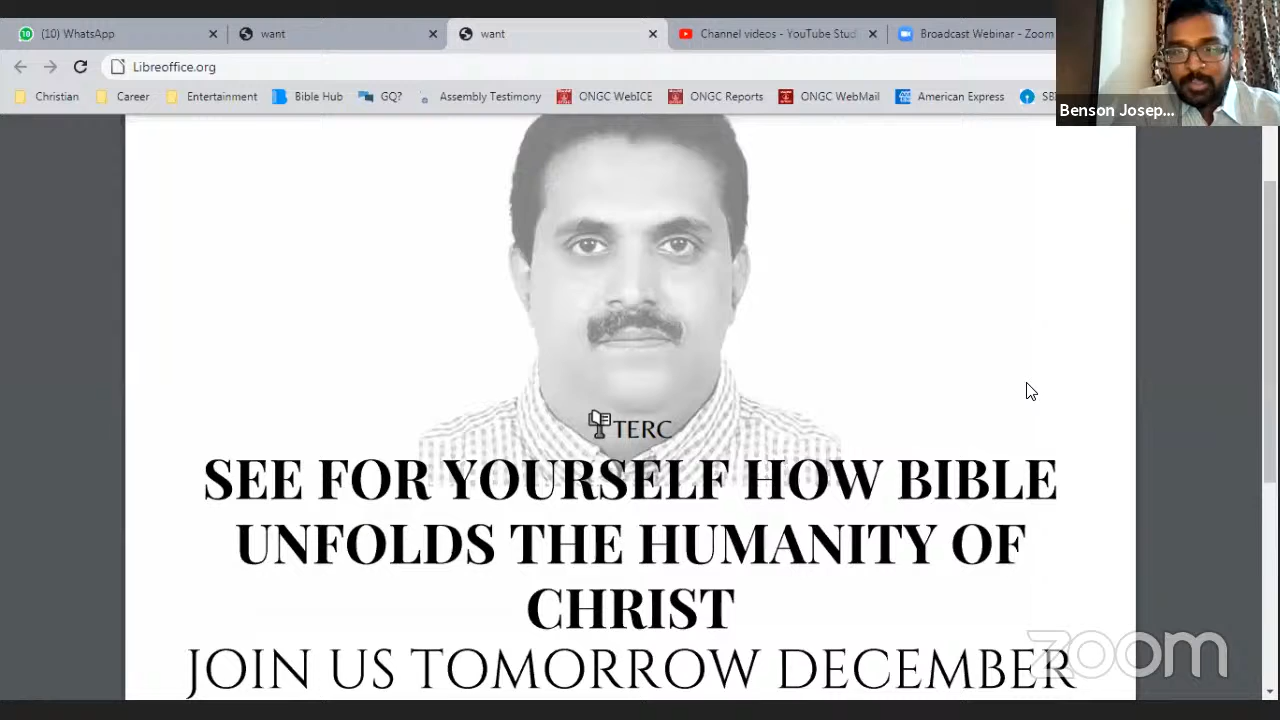 (10) WhatsApp
want
want
Channel videos - YouTube Stud
Broadcast Webinar - Zoom
Libreoffice.org
Christian
Career
Entertainment
Bible Hub
GQ?
Assembly Testimony
ONGC WebICE
ONGC Reports
ONGC WebMail
American Express
Benson Josep...
TERC
SEE FOR YOURSELF HOW BIBLE
UNFOLDS THE HUMANITY OF
CHRIST
JOIN US TOMORROW DECEMBER
zoom